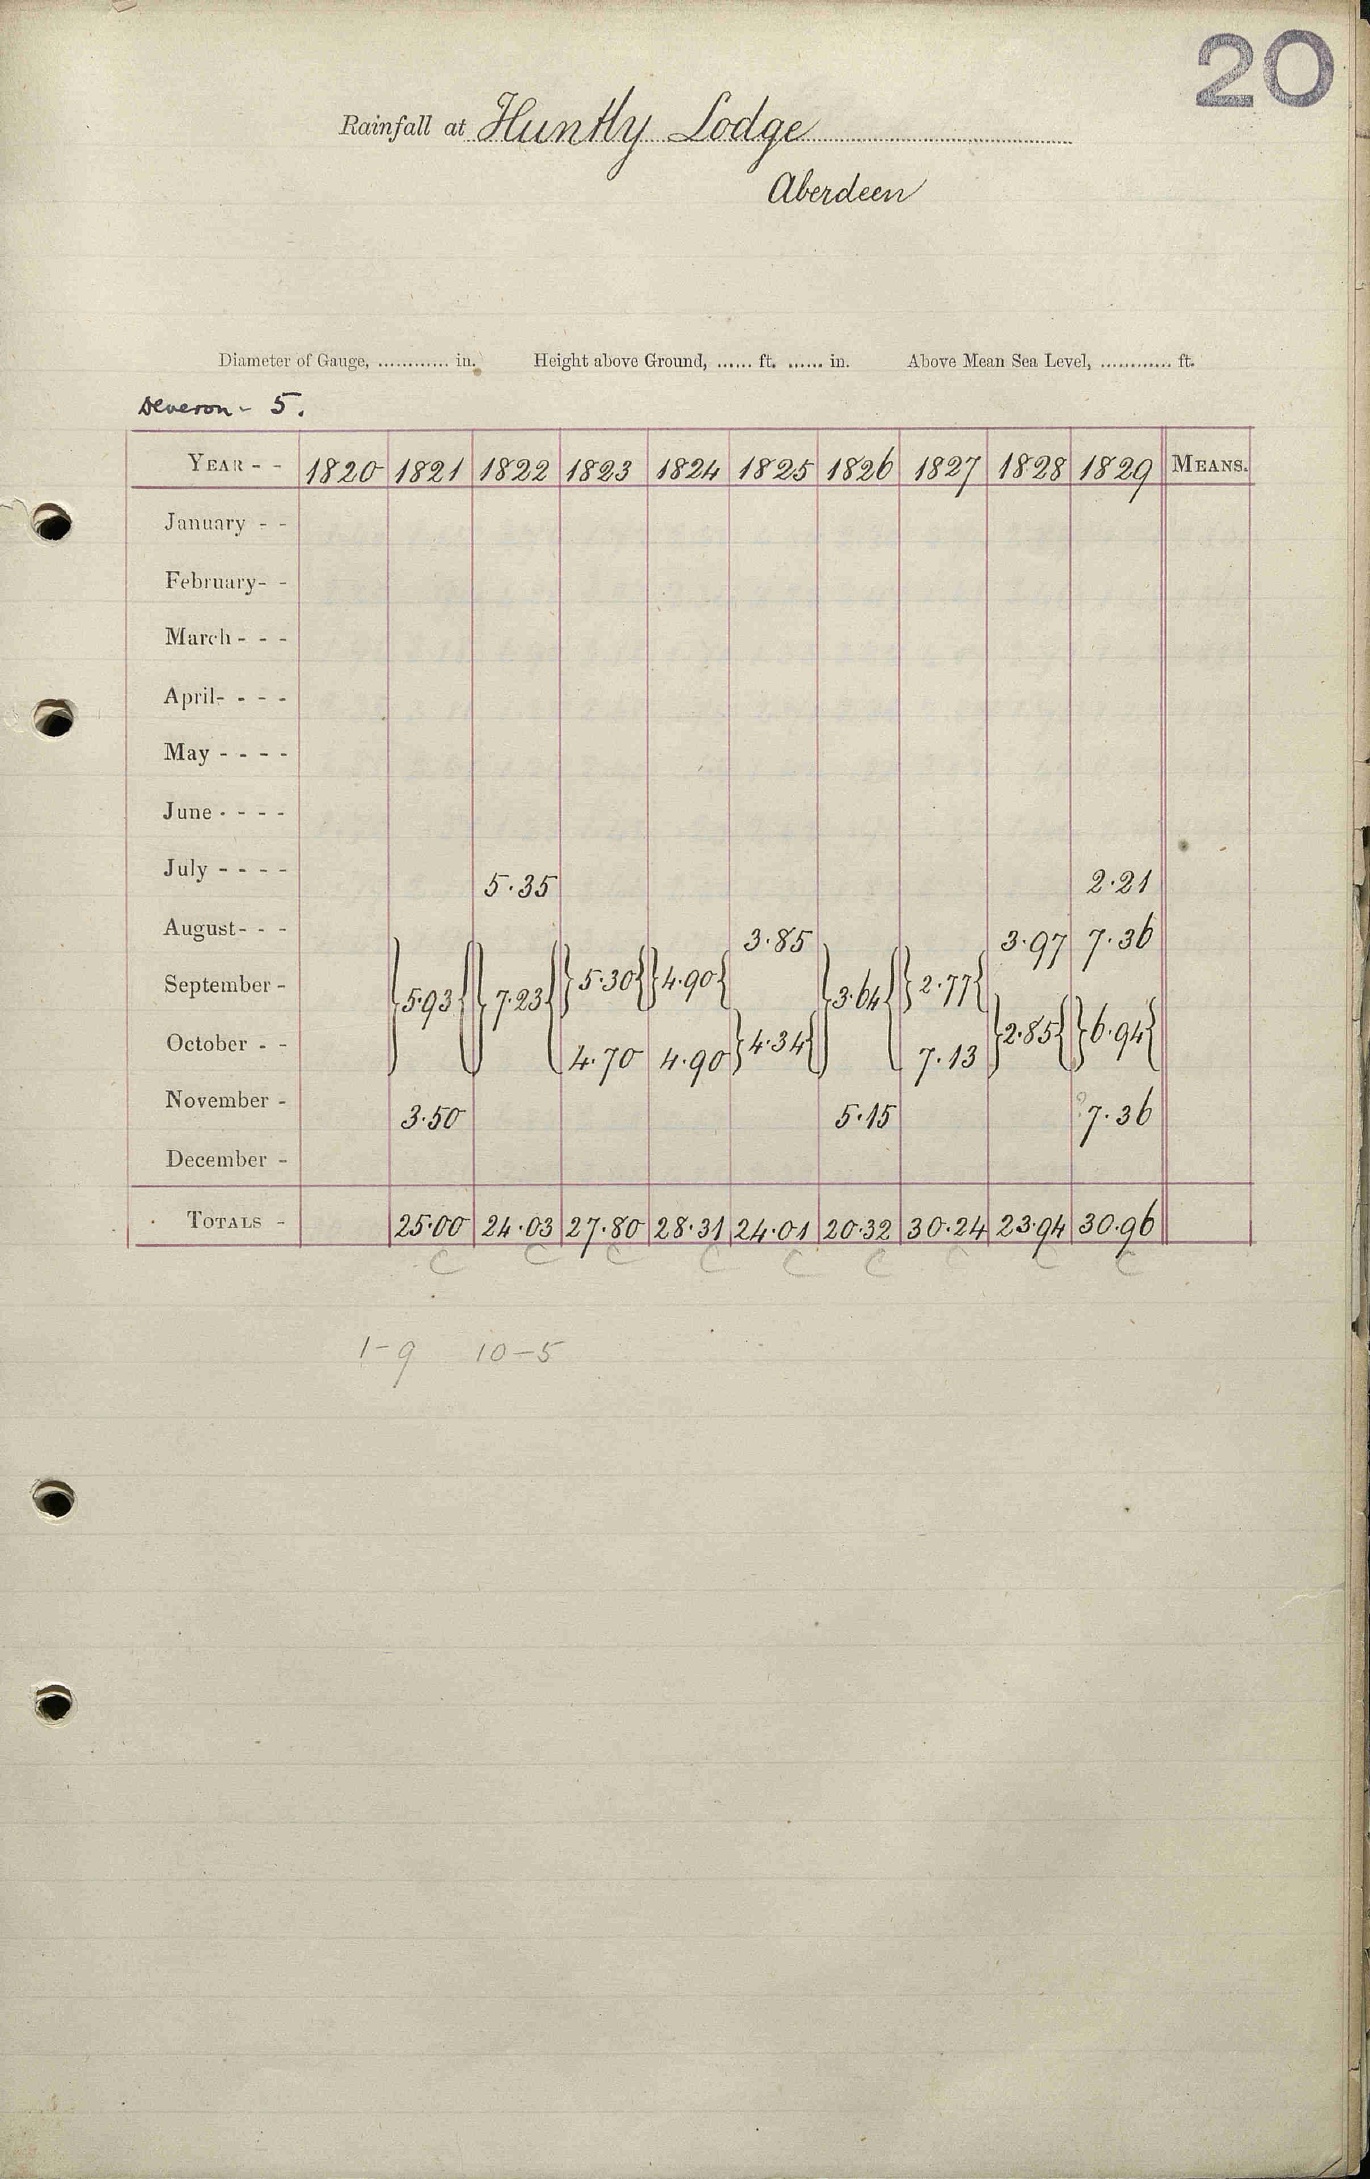 20
Rainfall at Huntly Lodge
Aberdeen
Diameter of Gauge, ............ in. Height above Ground, ...... ft. ...... in. Above Mean Sea Level, ............ ft.
Deveron - 5.
YEAR - - 1820 1821 1822 1823 1824 1825 1826 1827 1828 1829 MEANS.
January - -
February - -
March - - -
April - - - -
May - - - -
June - - - -
July - - - - 5.35 2.21
August - - - 3.85 3.97 7.36
September - } 5.93 { } 7.23 { } 5.30 { } 4.90 { } 3.64 { } 2.77 {
October - - 4.70 4.90 } 4.34 { 7.13 } 2.85 { } 6.94 {
November - 3.50 5.15 ? 7.36
December -
TOTALS - 25.00 24.03 27.80 28.31 24.01 20.32 30.24 23.94 30.96
C C C C C C C C C
1-9 10-5